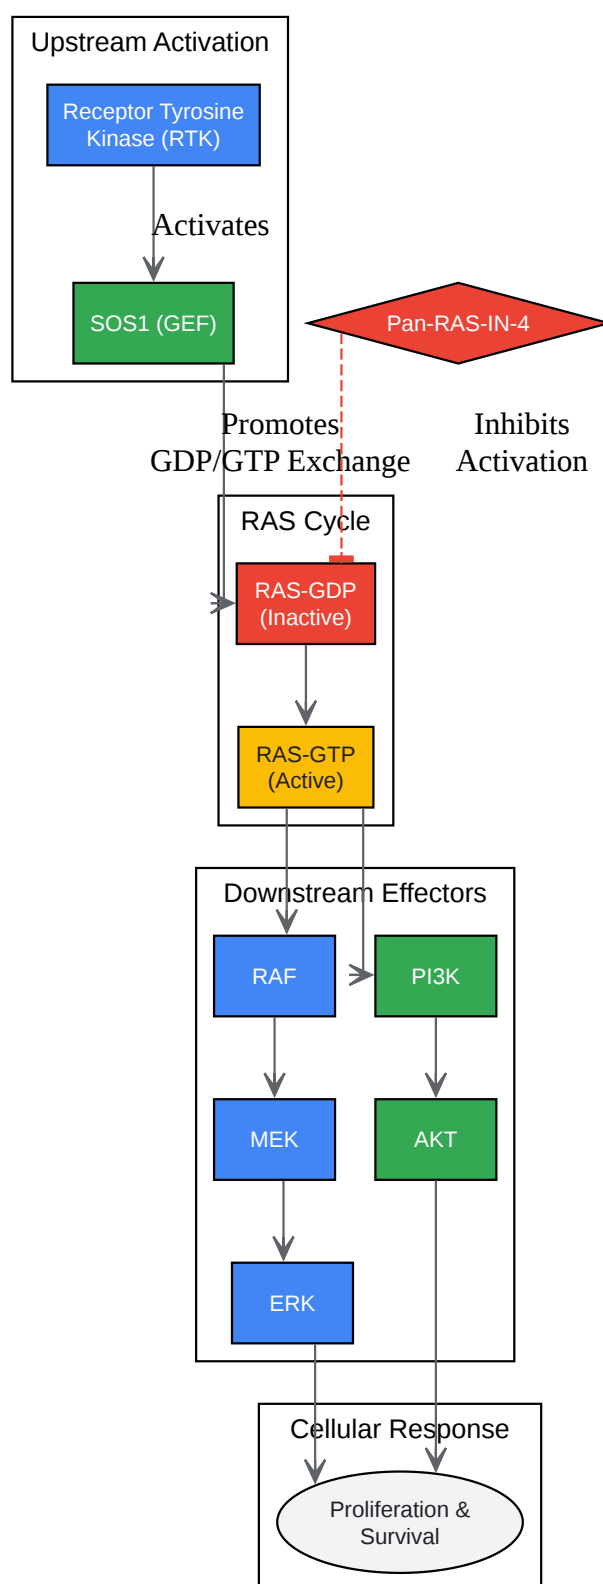 Upstream Activation
Receptor Tyrosine
Kinase (RTK)
Activates
SOS1 (GEF)
Pan-RAS-IN-4
Promotes
GDP/GTP Exchange
Inhibits
Activation
RAS Cycle
RAS-GDP
(Inactive)
RAS-GTP
(Active)
Downstream Effectors
RAF
PI3K
MEK
AKT
ERK
Cellular Response
Proliferation &
Survival